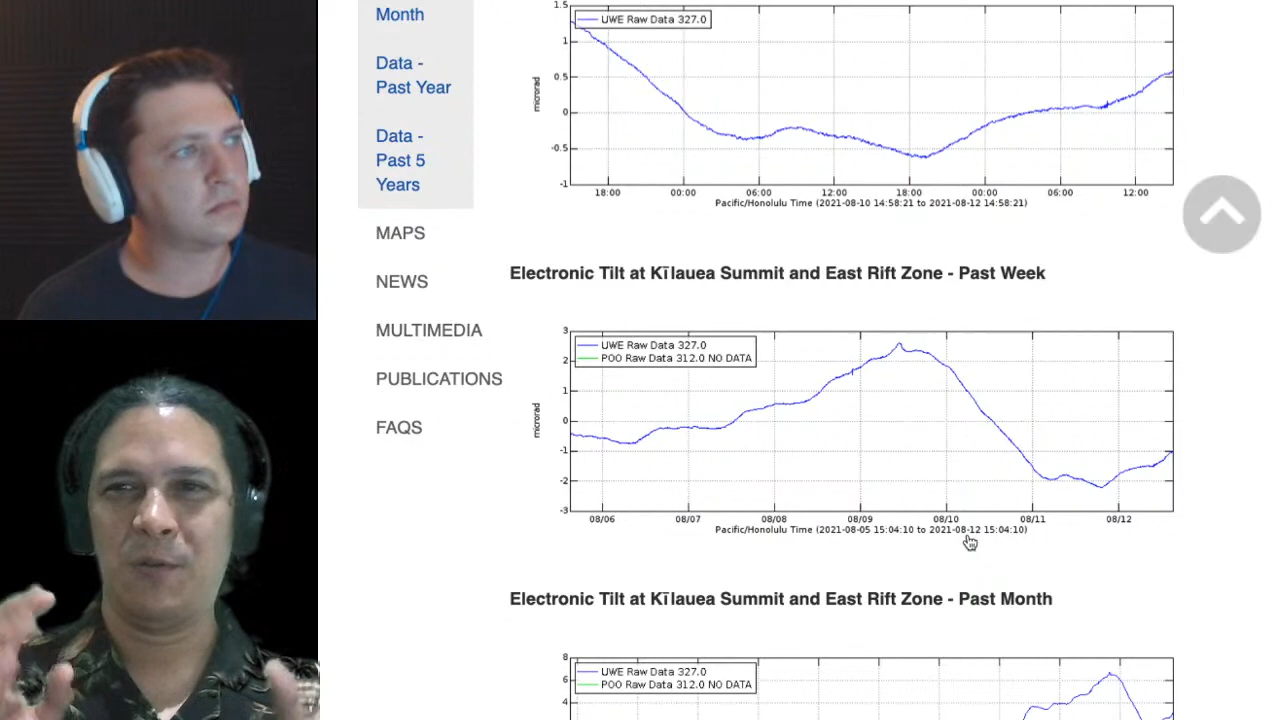 Month
Data -
Past Year
Data -
Past 5
Years
MAPS
NEWS
MULTIMEDIA
PUBLICATIONS
FAQS
1.5
1
0.5
0
-0.5
-1
microrad
UWE Raw Data 327.0
18:00 00:00 06:00 12:00 18:00 00:00 06:00 12:00
Pacific/Honolulu Time (2021-08-10 14:58:21 to 2021-08-12 14:58:21)
Electronic Tilt at Kīlauea Summit and East Rift Zone - Past Week
3
2
1
0
-1
-2
-3
microrad
UWE Raw Data 327.0
POO Raw Data 312.0 NO DATA
08/06 08/07 08/08 08/09 08/10 08/11 08/12
Pacific/Honolulu Time (2021-08-05 15:04:10 to 2021-08-12 15:04:10)
Electronic Tilt at Kīlauea Summit and East Rift Zone - Past Month
8
6
4
UWE Raw Data 327.0
POO Raw Data 312.0 NO DATA